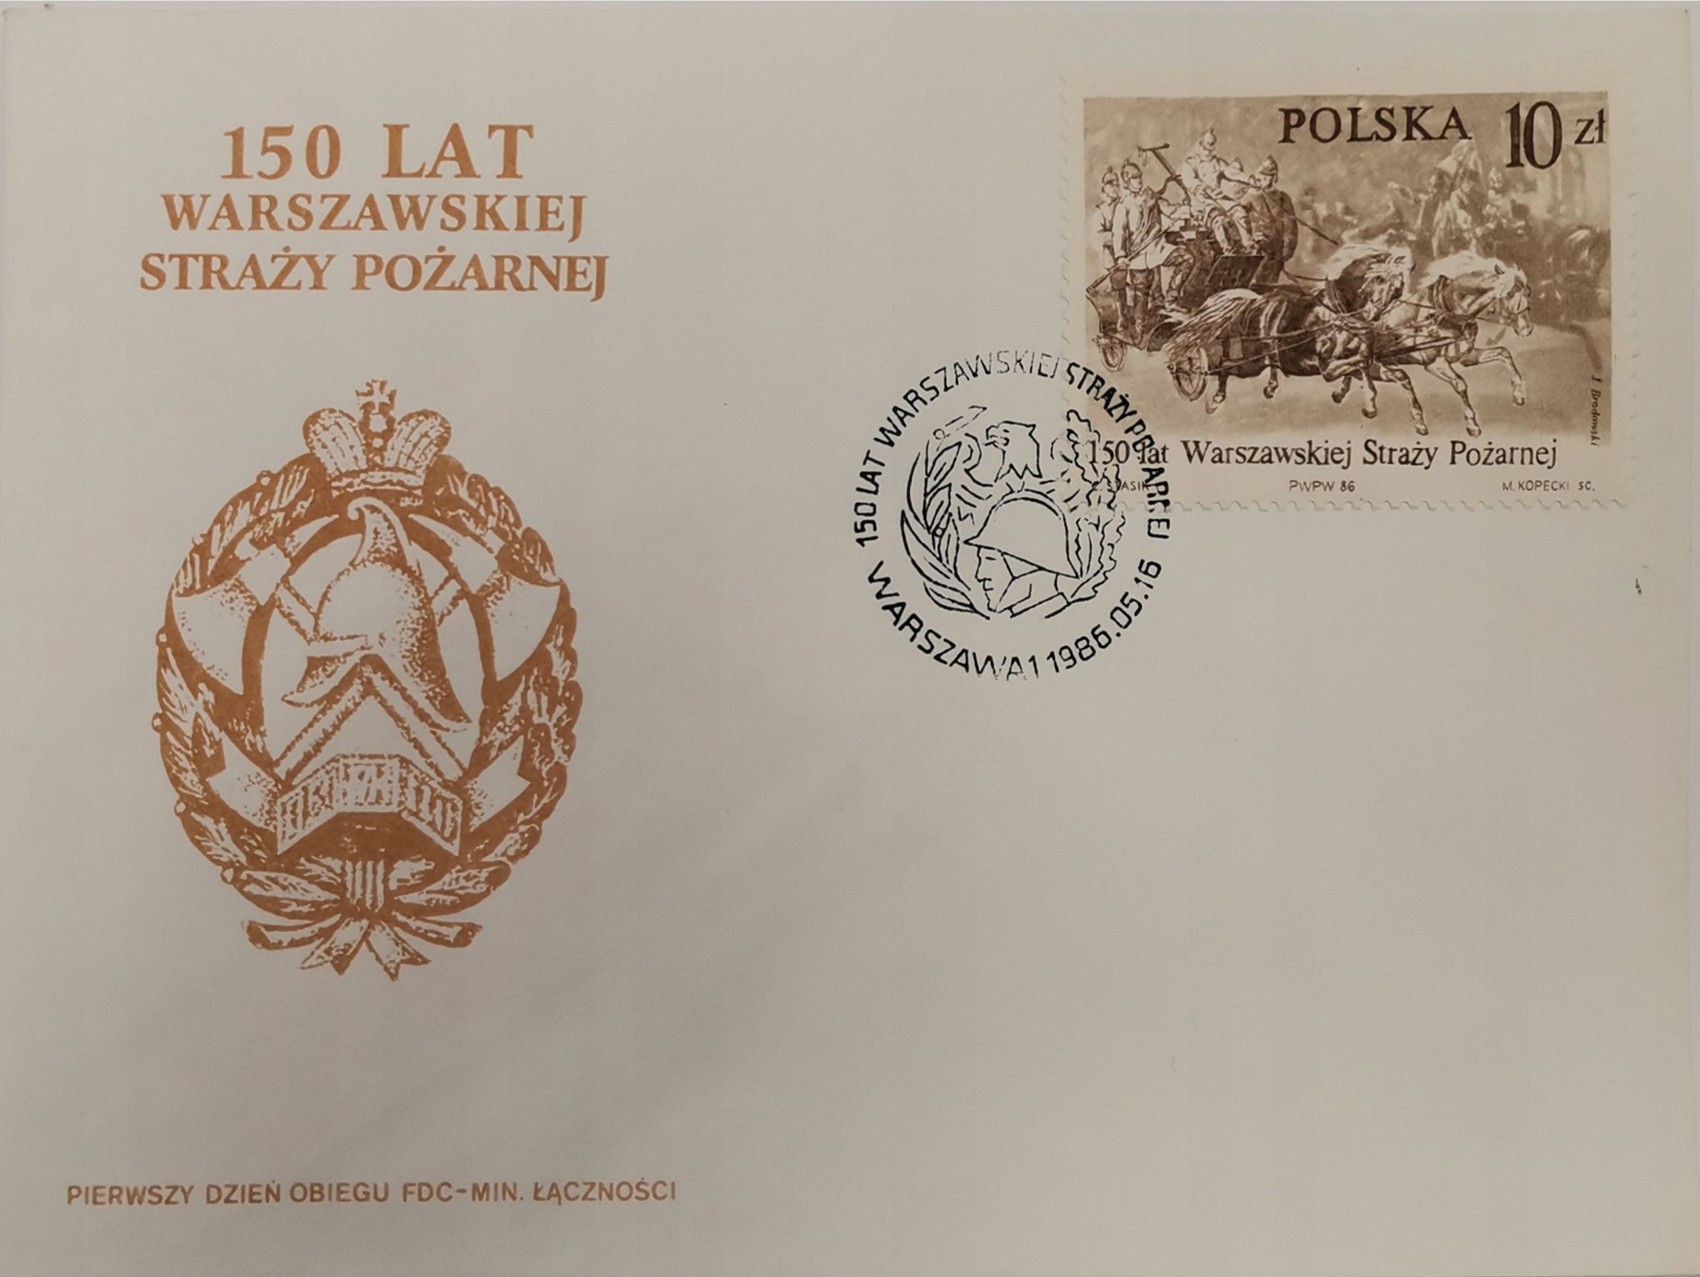 150 LAT
WARSZAWSKIEJ
STRAŻY POŻARNEJ
POLSKA 10 zł
J. Brodowski
150 lat Warszawskiej Straży Pożarnej
PWPW 86
M. KOPECKI SC.
150 LAT WARSZAWSKIEJ STRAŻY POŻARNEJ
WARSZAWA 1 1986.05.16
PIERWSZY DZIEŃ OBIEGU FDC-MIN. ŁĄCZNOŚCI